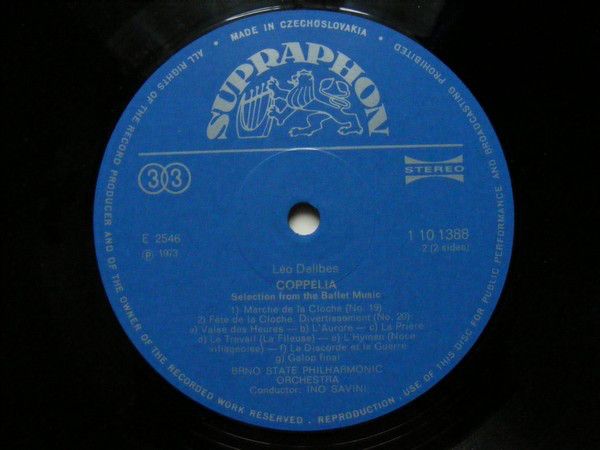 • MADE IN CZECHOSLOVAKIA •
ALL RIGHTS OF THE RECORD PRODUCER AND OF THE OWNER OF THE RECORDED WORK RESERVED . REPRODUCTION . USE OF THIS DISC FOR PUBLIC PERFORMANCE AND BROADCASTING PROHIBITED
SUPRAPHON
33
STEREO
E 2546
℗ 1973
1 10 1388
2 (2 sides)
Léo Delibes
COPPELIA
Selection from the Ballet Music
1) Marche de la Cloche (No. 19)
2) Fête de la Cloche. Divertissement (No. 20):
a) Valse des Heures — b) L'Aurore — c) La Prière
d) Le Travail (La Fileuse) — e) L'Hymen (Noce
villageoise) — f) La Discorde et la Guerre
g) Galop final
BRNO STATE PHILHARMONIC
ORCHESTRA
Conductor: INO SAVINI